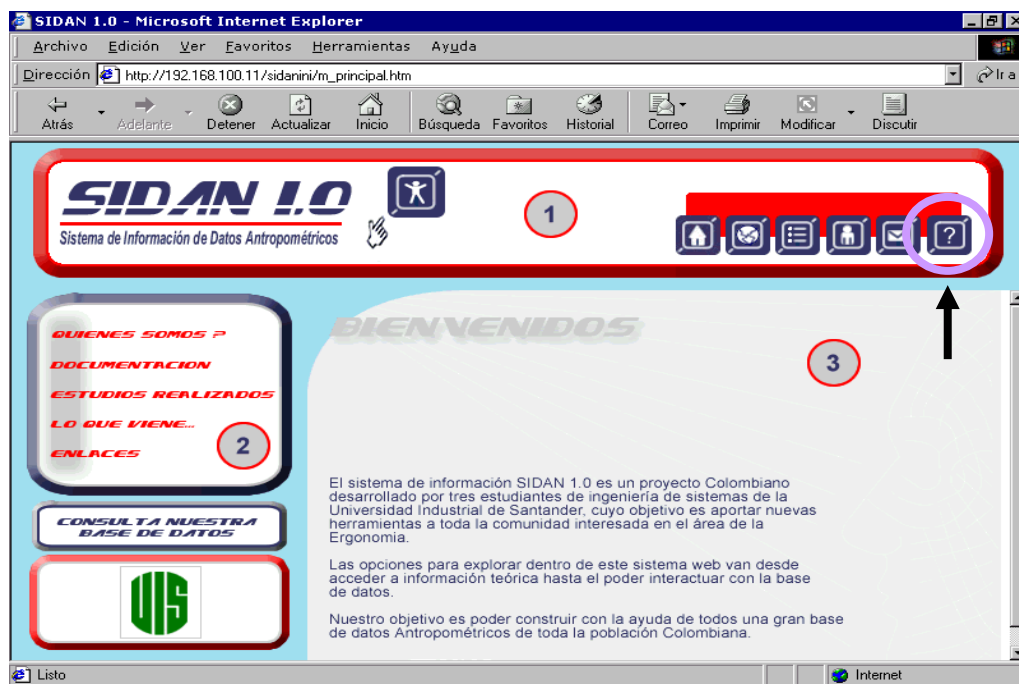 SIDAN 1.0 - Microsoft Internet Explorer
Archivo Edición Ver Favoritos Herramientas Ayuda
Dirección http://192.168.100.11/sidanini/m_principal.htm Ir a
Atrás Adelante Detener Actualizar Inicio Búsqueda Favoritos Historial Correo Imprimir Modificar Discutir
SIDAN 1.0
Sistema de Información de Datos Antropométricos
1
?
QUIENES SOMOS ?
DOCUMENTACION
ESTUDIOS REALIZADOS
LO QUE VIENE...
ENLACES
2
CONSULTA NUESTRA
BASE DE DATOS
UIS
BIENVENIDOS
3
El sistema de información SIDAN 1.0 es un proyecto Colombiano
desarrollado por tres estudiantes de ingeniería de sistemas de la
Universidad Industrial de Santander, cuyo objetivo es aportar nuevas
herramientas a toda la comunidad interesada en el área de la
Ergonomia.
Las opciones para explorar dentro de este sistema web van desde
acceder a información teórica hasta el poder interactuar con la base
de datos.
Nuestro objetivo es poder construir con la ayuda de todos una gran base
de datos Antropométricos de toda la población Colombiana.
Listo Internet